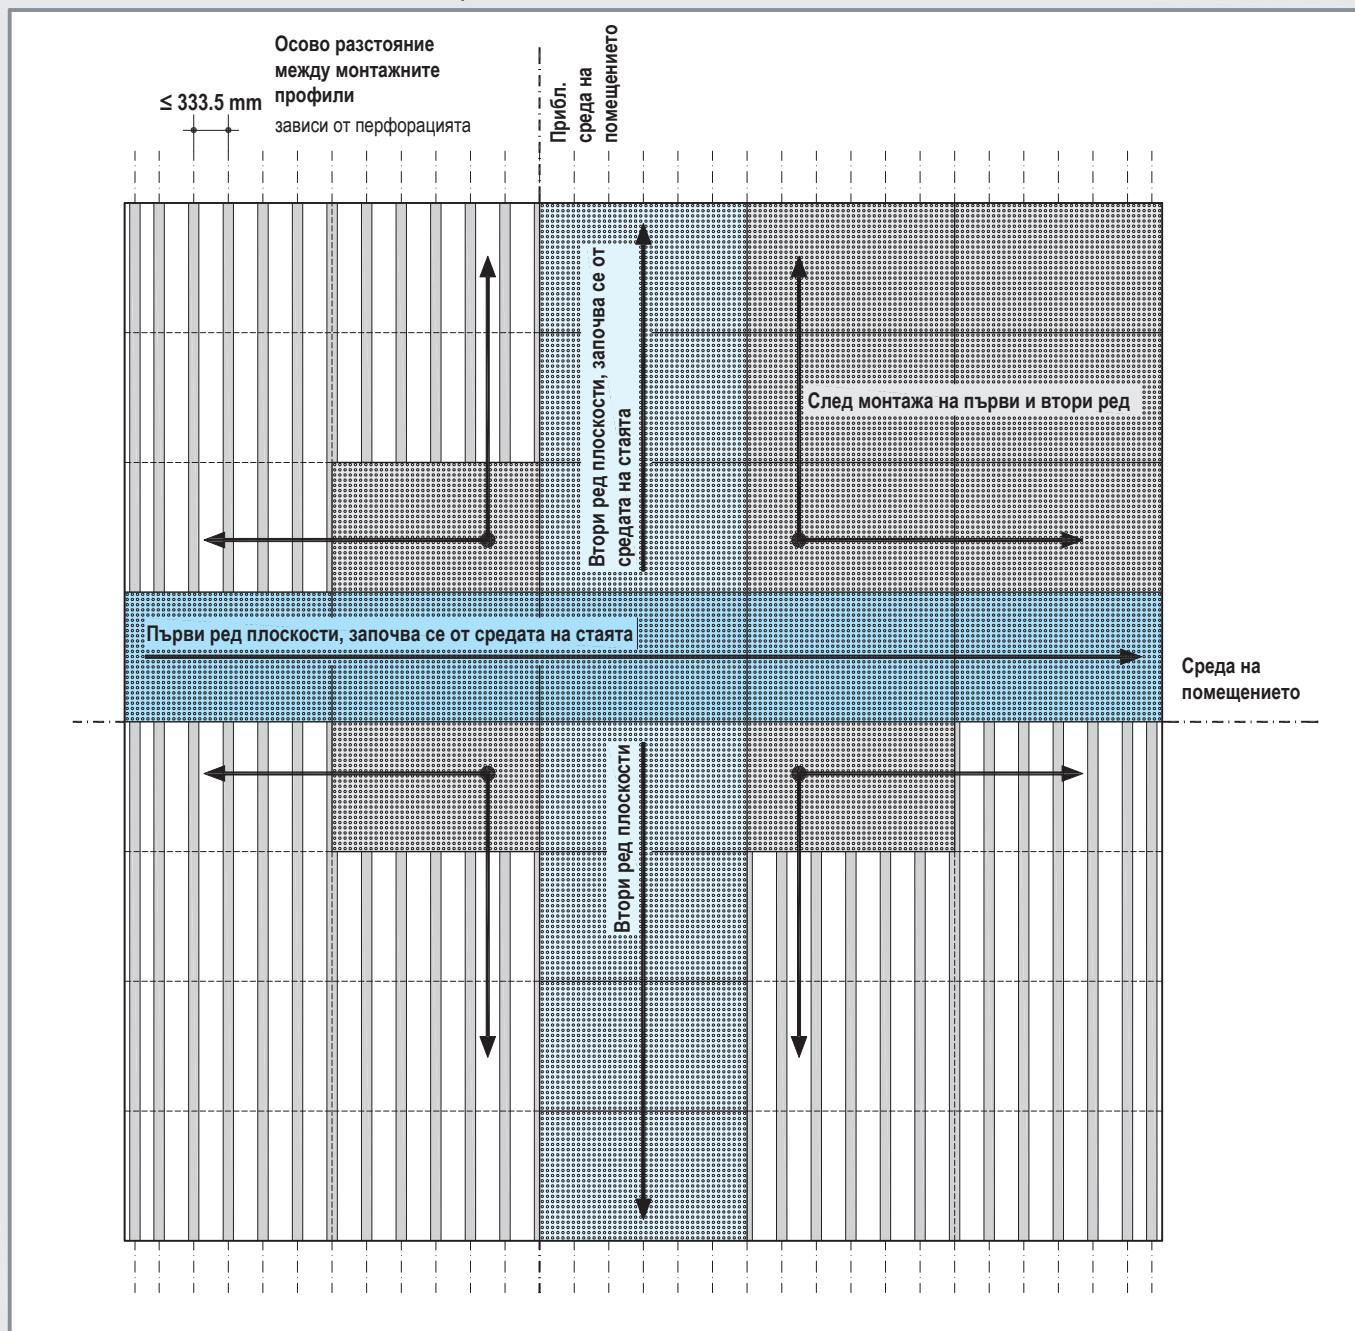 Осово разстояние
между монтажните
профили
зависи от перфорацията
≤ 333.5 mm
Прибл.
среда на
помещението
Втори ред плоскости, започва се от
средата на стаята
След монтажа на първи и втори ред
Първи ред плоскости, започва се от средата на стаята
Среда на
помещението
Втори ред плоскости